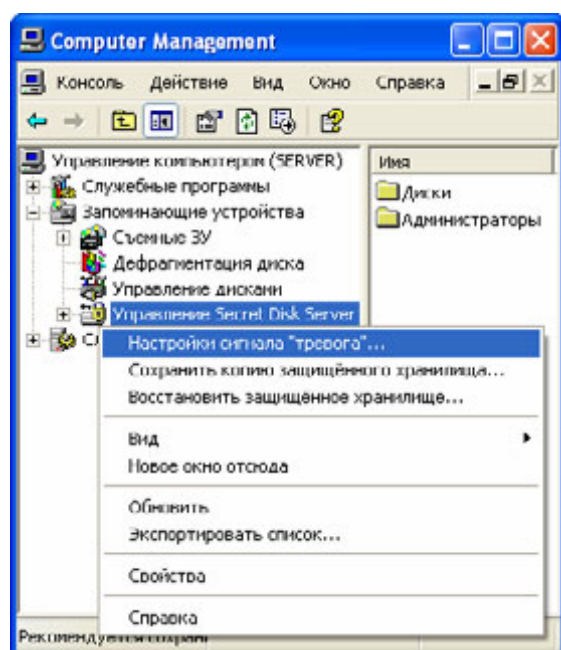 Computer Management
Консоль Действие Вид Окно Справка
Управление компьютером (SERVER)
Имя
Служебные программы
Диски
Запоминающие устройства
Администраторы
Съемные ЗУ
Дефрагментация диска
Управление дисками
Управление Secret Disk Server
Настройки сигнала "тревога"...
Сохранить копию защищённого хранилища...
Восстановить защищённое хранилище...
Вид
Новое окно отсюда
Обновить
Экспортировать список...
Свойства
Справка
Рекомендуется